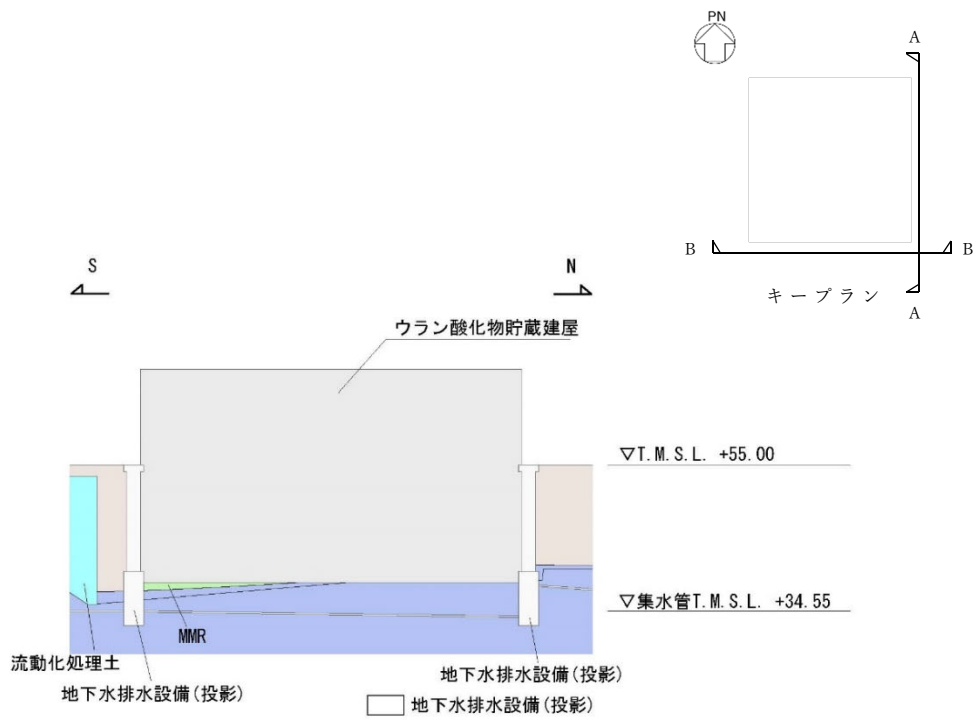 PN
A
B
B
キープラン
A
S
N
ウラン酸化物貯蔵建屋
▽T.M.S.L. +55.00
▽集水管T.M.S.L. +34.55
MMR
流動化処理土
地下水排水設備(投影)
地下水排水設備(投影)
地下水排水設備(投影)